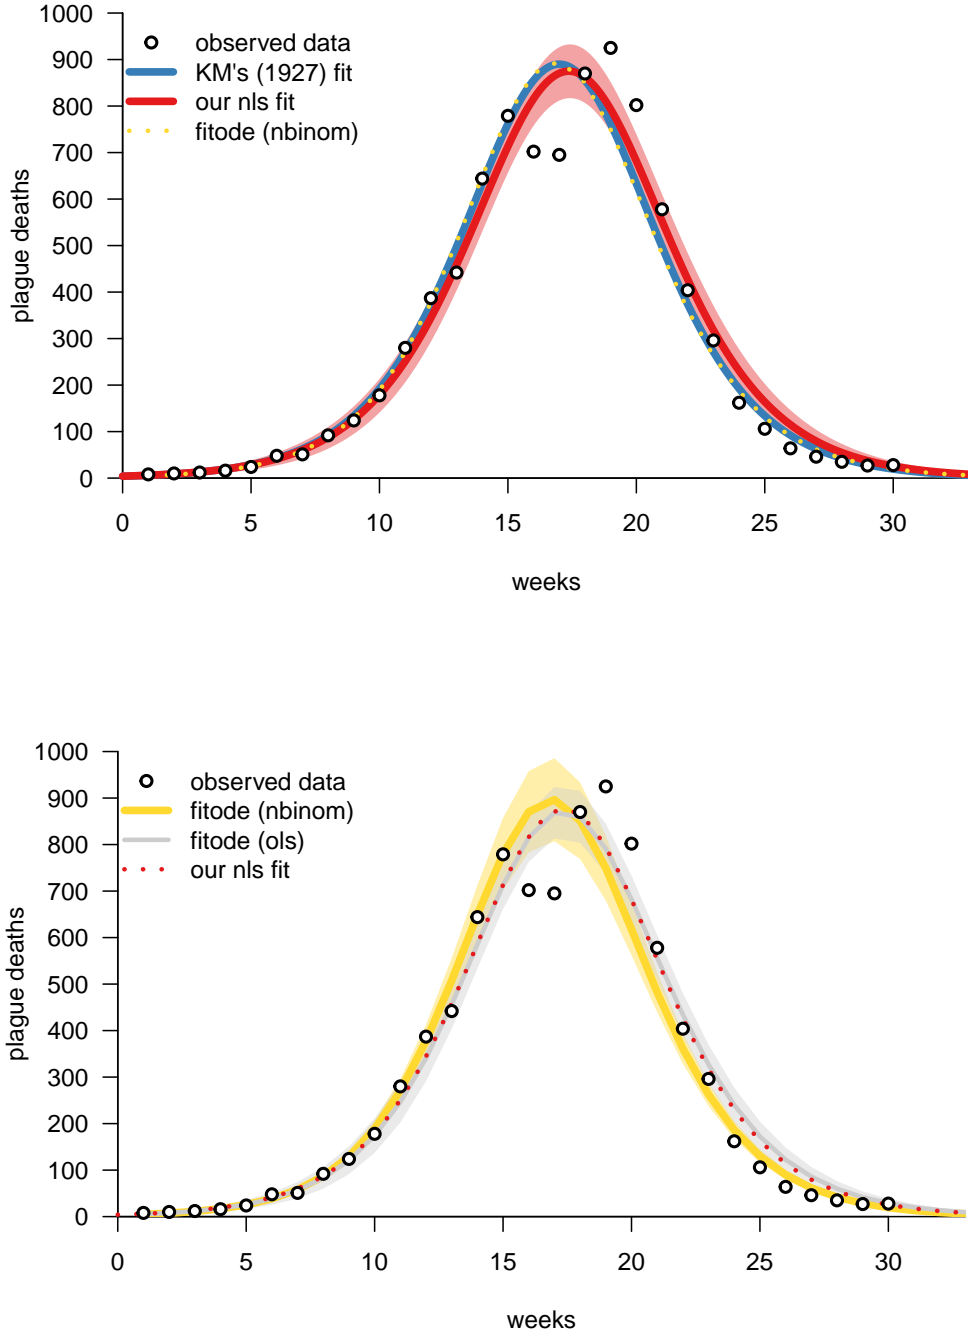 1000
900
800
700
600
500
400
300
200
100
0
plague deaths
observed data
KM's (1927) fit
our nls fit
fitode (nbinom)
0 5 10 15 20 25 30
weeks
1000
900
800
700
600
500
400
300
200
100
0
plague deaths
observed data
fitode (nbinom)
fitode (ols)
our nls fit
0 5 10 15 20 25 30
weeks